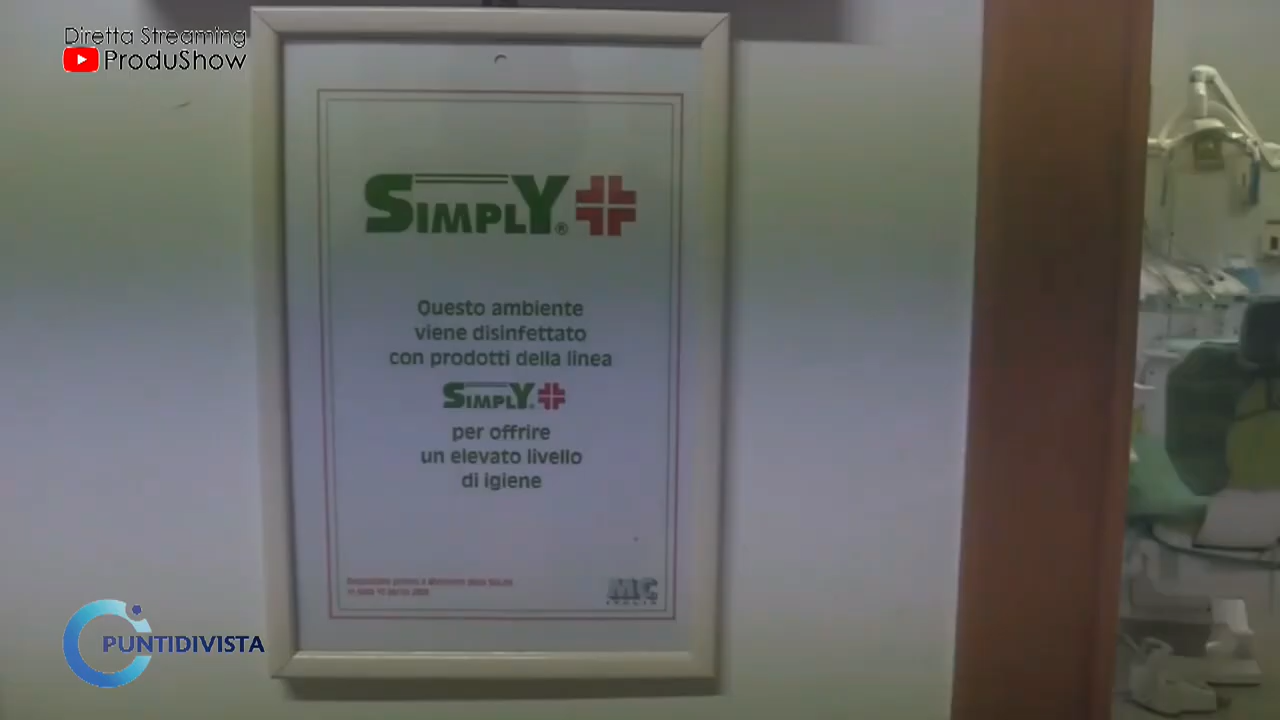 Diretta Streaming
ProduShow
SIMPLY®
Questo ambiente
viene disinfettato
con prodotti della linea
SIMPLY
per offrire
un elevato livello
di igiene
MC
ITALIA
PUNTIDIVISTA